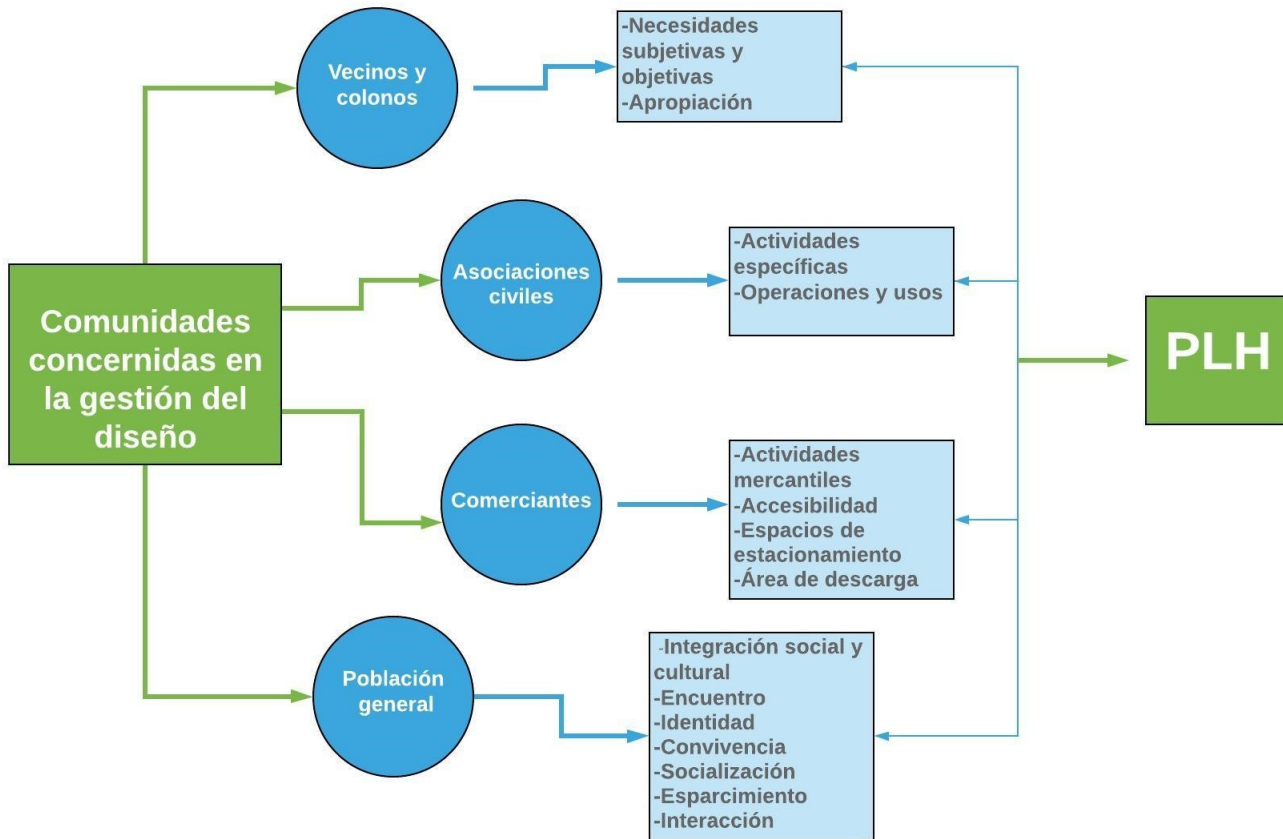 Comunidades
concernidas en
la gestión del
diseño
Vecinos y
colonos
-Necesidades
subjetivas y
objetivas
-Apropiación
Asociaciones
civiles
-Actividades
específicas
-Operaciones y usos
Comerciantes
-Actividades
mercantiles
-Accesibilidad
-Espacios de
estacionamiento
-Área de descarga
Población
general
-Integración social y
cultural
-Encuentro
-Identidad
-Convivencia
-Socialización
-Esparcimiento
-Interacción
PLH